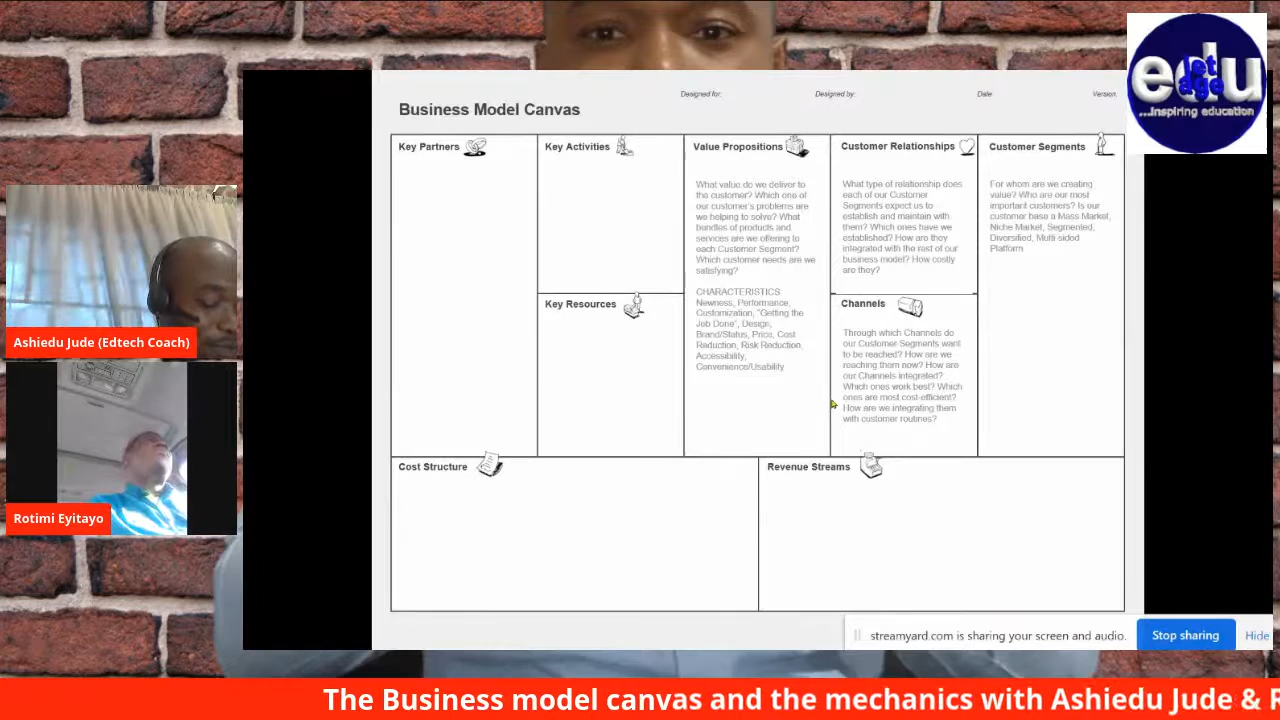 edu
let
age
...inspiring education
Designed for:
Designed by:
Date
Version:
Business Model Canvas
Key Partners
Key Activities
Value Propositions
Customer Relationships
Customer Segments
What value do we deliver to
the customer? Which one of
our customer's problems are
we helping to solve? What
bundles of products and
services are we offering to
each Customer Segment?
Which customer needs are we
satisfying?
CHARACTERISTICS
Newness, Performance,
Customization, "Getting the
Job Done", Design,
Brand/Status, Price, Cost
Reduction, Risk Reduction,
Accessibility,
Convenience/Usability
What type of relationship does
each of our Customer
Segments expect us to
establish and maintain with
them? Which ones have we
established? How are they
integrated with the rest of our
business model? How costly
are they?
For whom are we creating
value? Who are our most
important customers? Is our
customer base a Mass Market,
Niche Market, Segmented,
Diversified, Multi-sided
Platform
Key Resources
Channels
Through which Channels do
our Customer Segments want
to be reached? How are we
reaching them now? How are
our Channels integrated?
Which ones work best? Which
ones are most cost-efficient?
How are we integrating them
with customer routines?
Cost Structure
Revenue Streams
Ashiedu Jude (Edtech Coach)
Rotimi Eyitayo
streamyard.com is sharing your screen and audio.
Stop sharing
Hide
The Business model canvas and the mechanics with Ashiedu Jude &